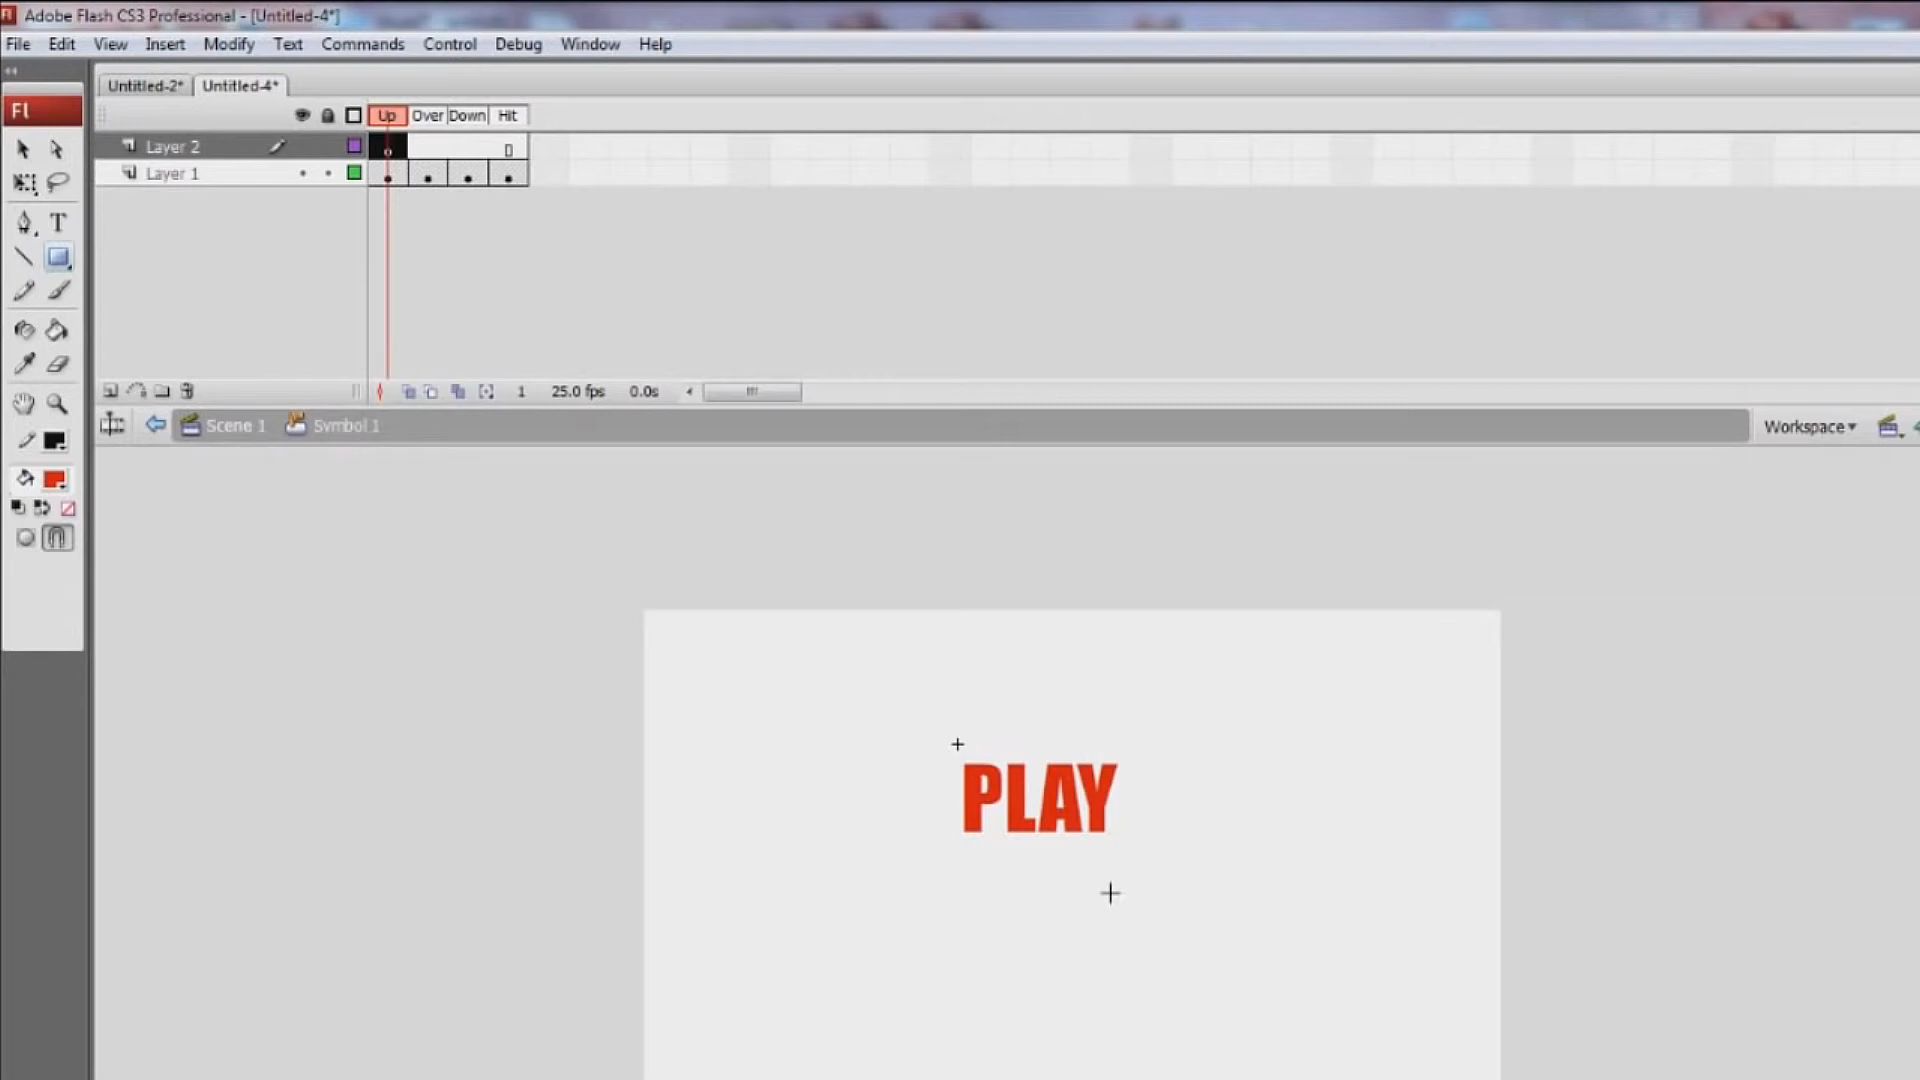 Adobe Flash CS3 Professional - [Untitled-4*]
File Edit View Insert Modify Text Commands Control Debug Window Help
Untitled-2* Untitled-4*
Fl
Up Over Down Hit
Layer 2
Layer 1
T
1 25.0 fps 0.0s
Scene 1 Symbol 1
Workspace
PLAY